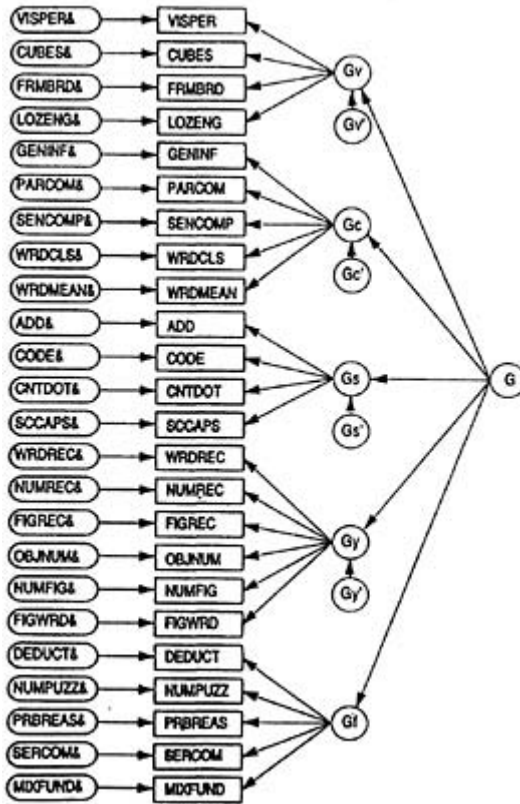 VISPER& VISPER
CUBES& CUBES
FRMBRD& FRMBRD
LOZENG& LOZENG
Gv
Gv'
GENINF& GENINF
PARCOM& PARCOM
SENCOMP& SENCOMP
WRDCLS& WRDCLS
WRDMEAN& WRDMEAN
Gc
Gc'
ADD& ADD
CODE& CODE
CNTDOT& CNTDOT
SCCAPS& SCCAPS
Gs
Gs'
G
WRDREC& WRDREC
NUMREC& NUMREC
FIGREC& FIGREC
OBJNUM& OBJNUM
NUMFIG& NUMFIG
FIGWRD& FIGWRD
Gy
Gy'
DEDUCT& DEDUCT
NUMPUZZ& NUMPUZZ
PRBREAS& PRBREAS
SERCOM& SERCOM
MIXFUND& MIXFUND
Gf